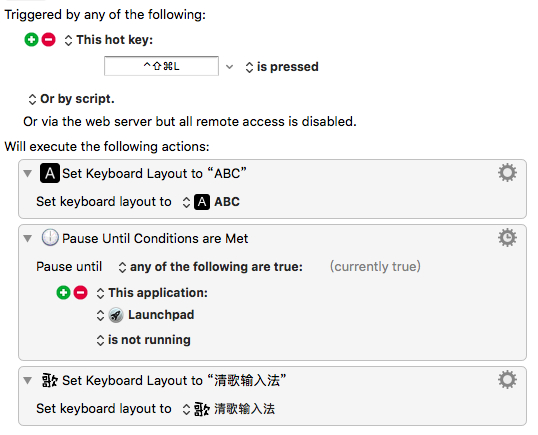 Triggered by any of the following:
This hot key:
^⇧⌘L
is pressed
Or by script.
Or via the web server but all remote access is disabled.
Will execute the following actions:
A Set Keyboard Layout to “ABC”
Set keyboard layout to A ABC
Pause Until Conditions are Met
Pause until any of the following are true: (currently true)
This application:
Launchpad
is not running
歌 Set Keyboard Layout to “清歌输入法”
Set keyboard layout to 歌 清歌输入法